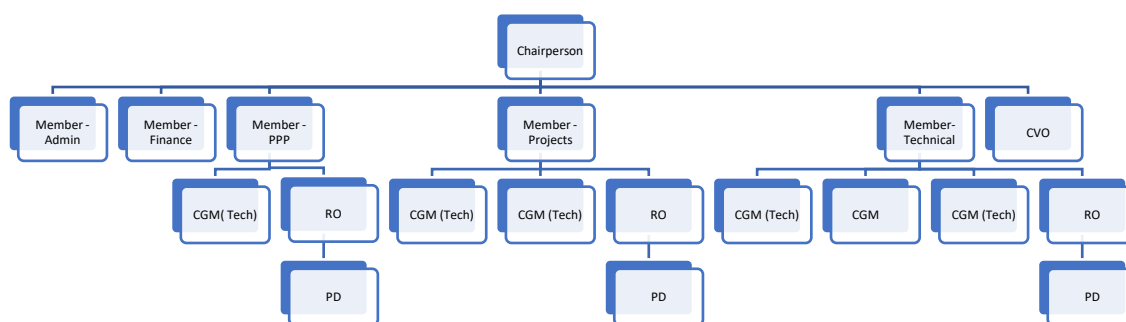 Chairperson
Member -
Admin
Member -
Finance
Member -
PPP
Member -
Projects
Member-
Technical
CVO
CGM( Tech)
RO
CGM (Tech)
CGM (Tech)
RO
CGM (Tech)
CGM
CGM (Tech)
RO
PD
PD
PD